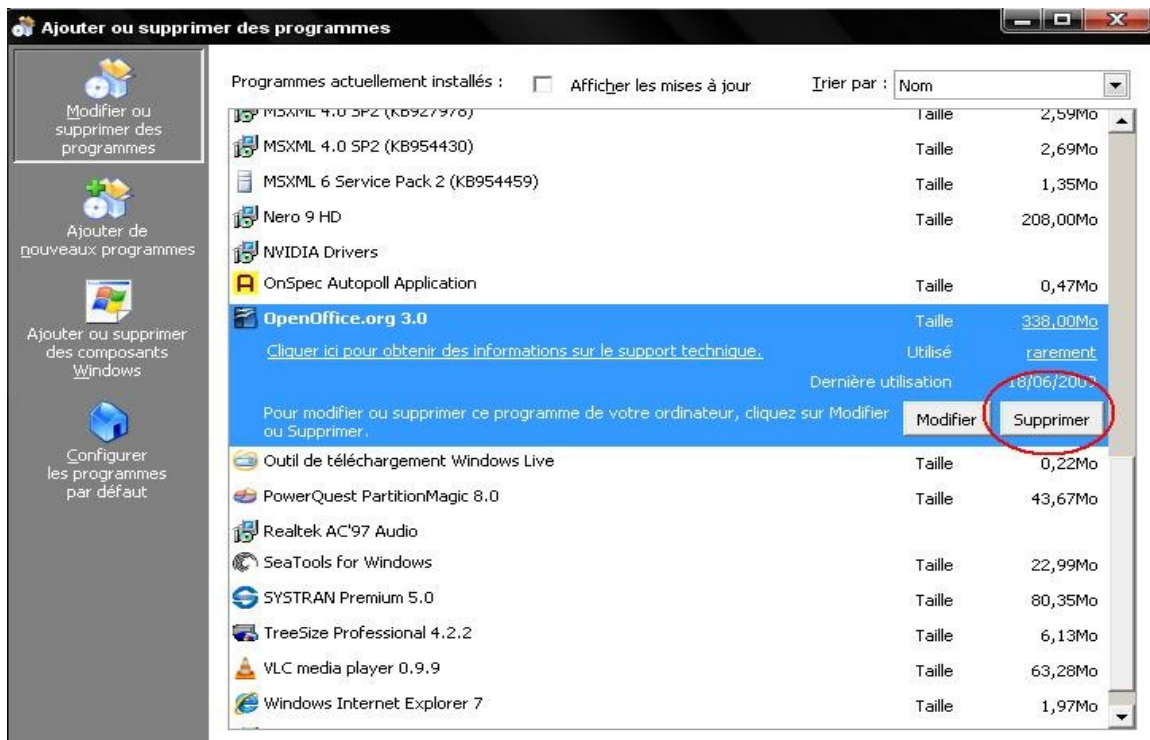 Ajouter ou supprimer des programmes
Modifier ou
supprimer des
programmes
Ajouter de
nouveaux programmes
Ajouter ou supprimer
des composants
Windows
Configurer
les programmes
par défaut
Programmes actuellement installés : Afficher les mises à jour Trier par : Nom
MSXML 4.0 SP2 (KB927978) Taille 2,59Mo
MSXML 4.0 SP2 (KB954430) Taille 2,69Mo
MSXML 6 Service Pack 2 (KB954459) Taille 1,35Mo
Nero 9 HD Taille 208,00Mo
NVIDIA Drivers
OnSpec Autopoll Application Taille 0,47Mo
OpenOffice.org 3.0 Taille 338,00Mo
Cliquer ici pour obtenir des informations sur le support technique. Utilisé rarement
Dernière utilisation 18/06/2009
Pour modifier ou supprimer ce programme de votre ordinateur, cliquez sur Modifier
ou Supprimer. Modifier Supprimer
Outil de téléchargement Windows Live Taille 0,22Mo
PowerQuest PartitionMagic 8.0 Taille 43,67Mo
Realtek AC'97 Audio
SeaTools for Windows Taille 22,99Mo
SYSTRAN Premium 5.0 Taille 80,35Mo
TreeSize Professional 4.2.2 Taille 6,13Mo
VLC media player 0.9.9 Taille 63,28Mo
Windows Internet Explorer 7 Taille 1,97Mo